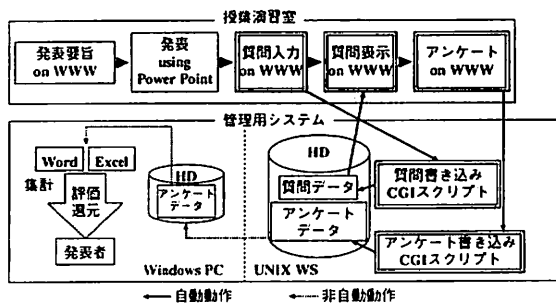 授業演習室
発表要旨
on WWW
発表
using
Power Point
質問入力
on WWW
質問表示
on WWW
アンケート
on WWW
管理用システム
Word
Excel
集計
評価
還元
発表者
HD
アンケート
データ
Windows PC
HD
質問データ
アンケート
データ
UNIX WS
質問書き込み
CGIスクリプト
アンケート書き込み
CGIスクリプト
自動動作
非自動動作